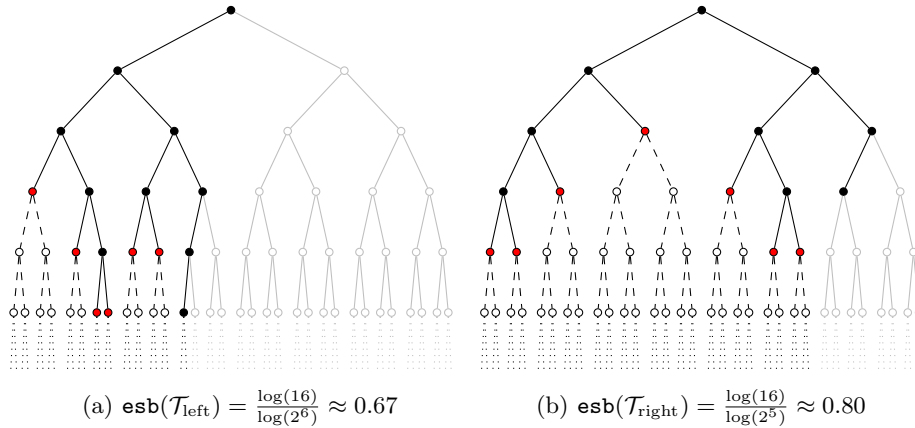 (a) esb(𝒯_left) = log(16)/log(2^6) ≈ 0.67
(b) esb(𝒯_right) = log(16)/log(2^5) ≈ 0.80